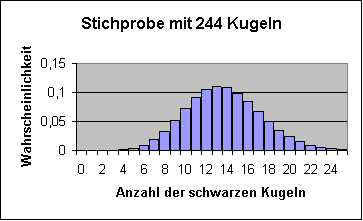 Stichprobe mit 244 Kugeln
Wahrscheinlichkeit
0,15
0,1
0,05
0
0 2 4 6 8 10 12 14 16 18 20 22 24
Anzahl der schwarzen Kugeln